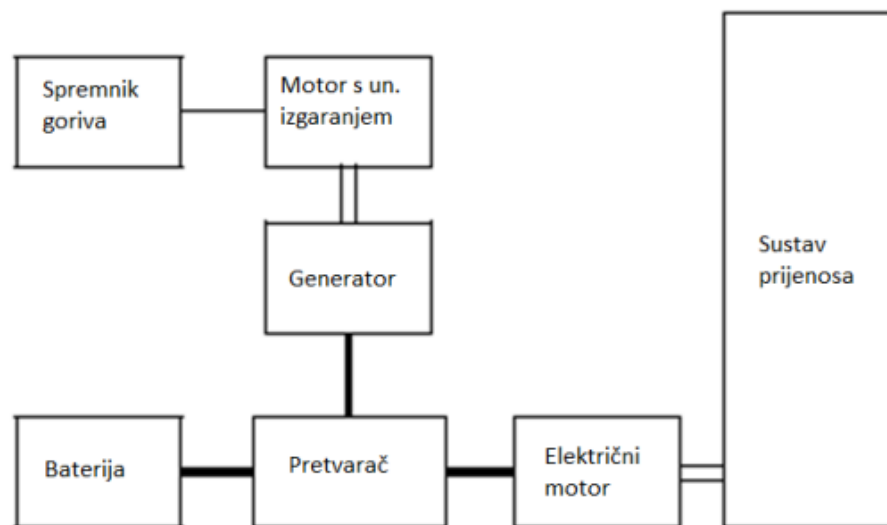 Spremnik
goriva
Motor s un.
izgaranjem
Generator
Sustav
prijenosa
Baterija
Pretvarač
Električni
motor